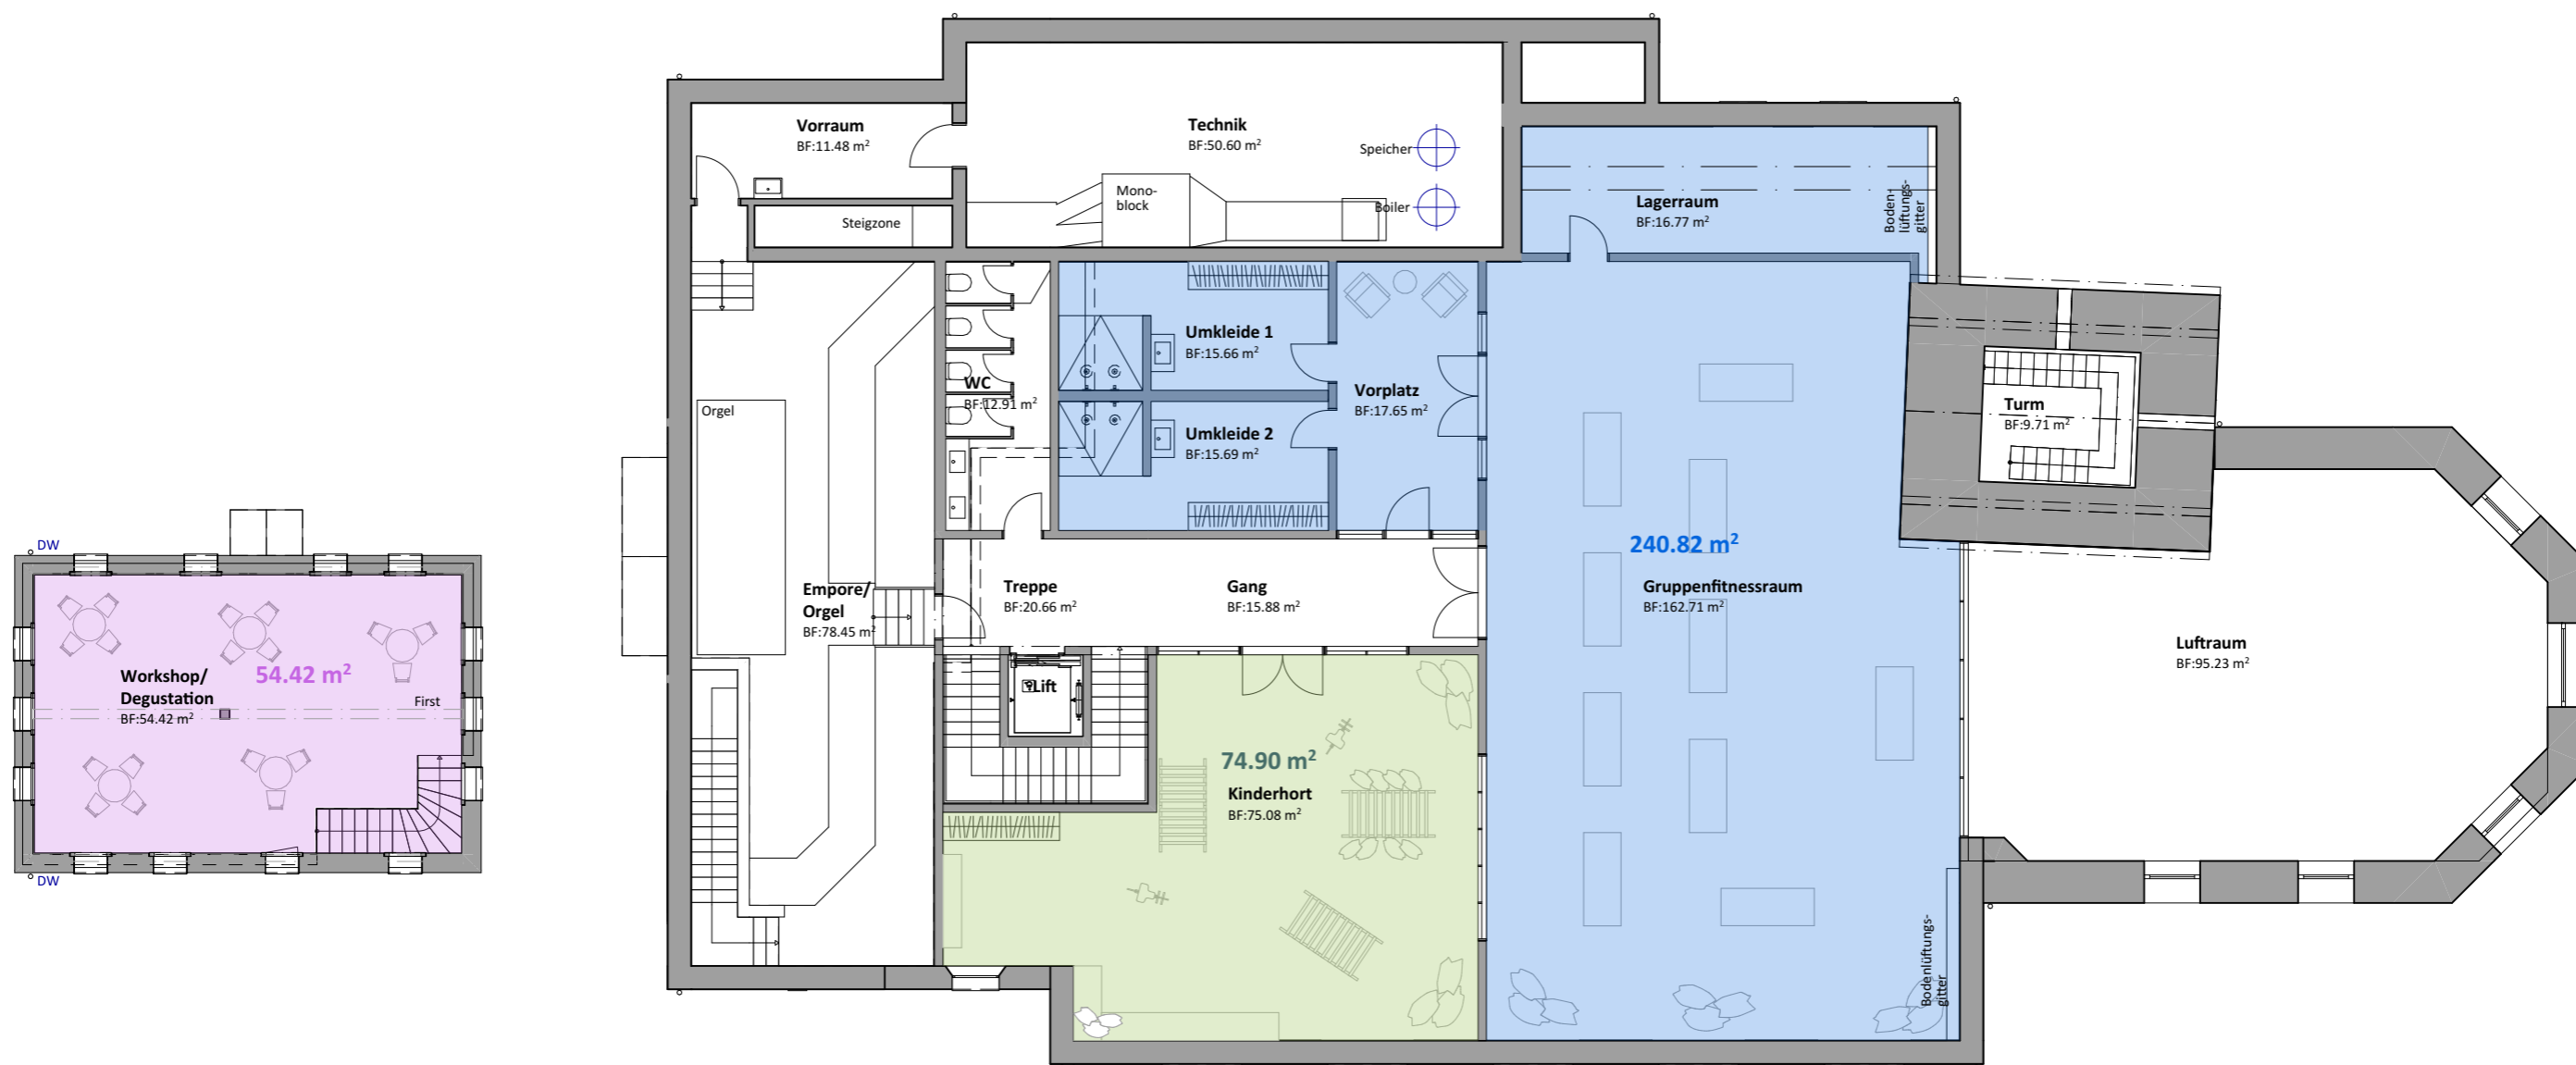 DW
Workshop/
Degustation
BF:54.42 m²
54.42 m²
First
DW
Vorraum
BF:11.48 m²
Technik
BF:50.60 m²
Speicher
Boiler
Mono-
block
Steigzone
Lagerraum
BF:16.77 m²
Boden-
lüftungs-
gitter
Orgel
WC
BF:12.91 m²
Umkleide 1
BF:15.66 m²
Umkleide 2
BF:15.69 m²
Vorplatz
BF:17.65 m²
Turm
BF:9.71 m²
Empore/
Orgel
BF:78.45 m²
Treppe
BF:20.66 m²
Gang
BF:15.88 m²
240.82 m²
Gruppenfitnessraum
BF:162.71 m²
Luftraum
BF:95.23 m²
Lift
74.90 m²
Kinderhort
BF:75.08 m²
Bodenlüftungs-
gitter